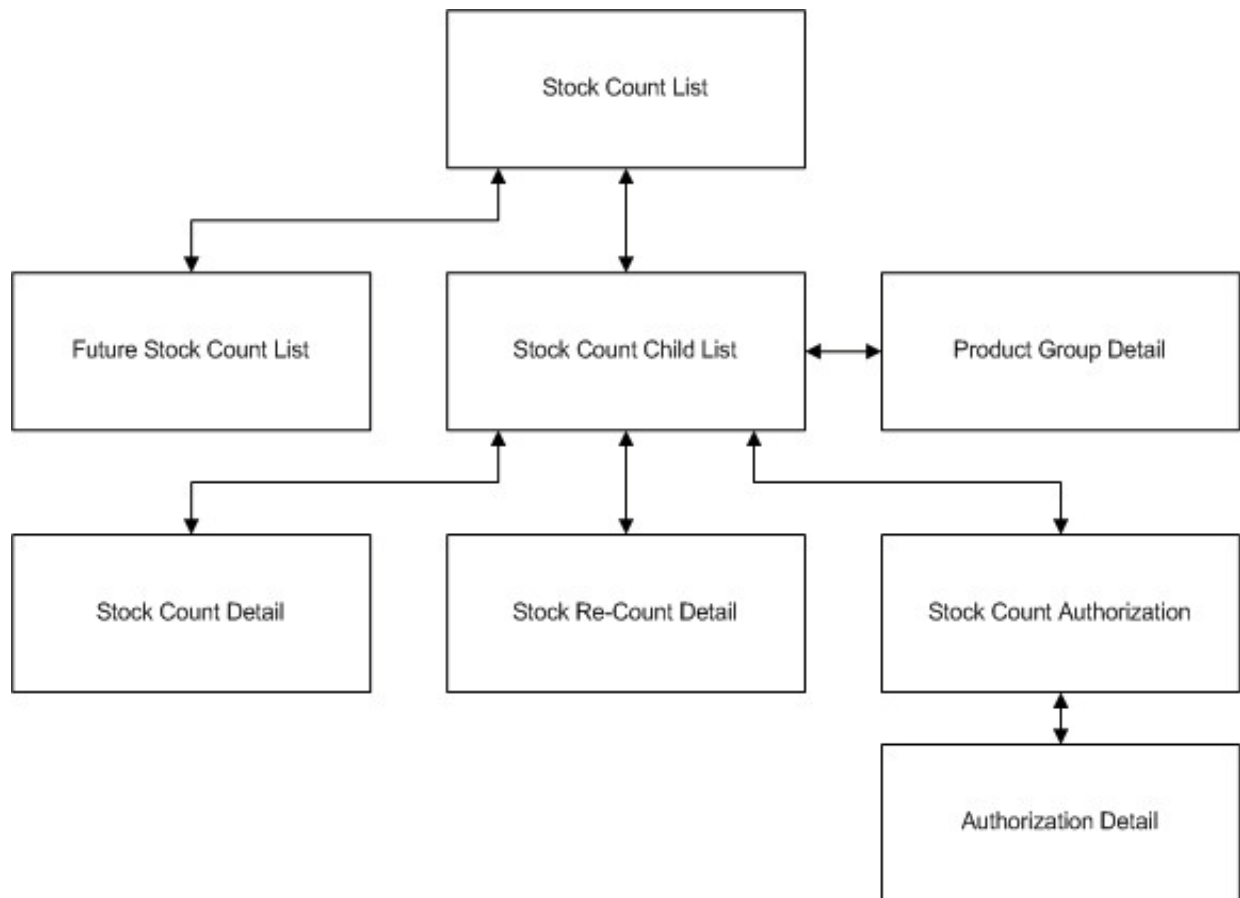 Stock Count List
Future Stock Count List
Stock Count Child List
Product Group Detail
Stock Count Detail
Stock Re-Count Detail
Stock Count Authorization
Authorization Detail